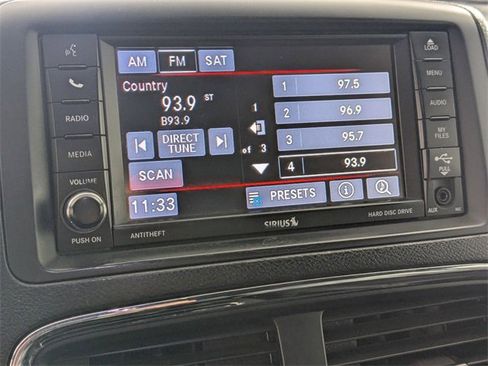 AM FM SAT
Country
93.9 ST
B93.9
DIRECT
TUNE
SCAN
11:33
1
of 3
1 97.5
2 96.9
3 95.7
4 93.9
PRESETS
RADIO
MEDIA
VOLUME
PUSH ON
ANTITHEFT
SIRIUS
HARD DISC DRIVE
LOAD
MENU
AUDIO
MY
FILES
PULL
AUX